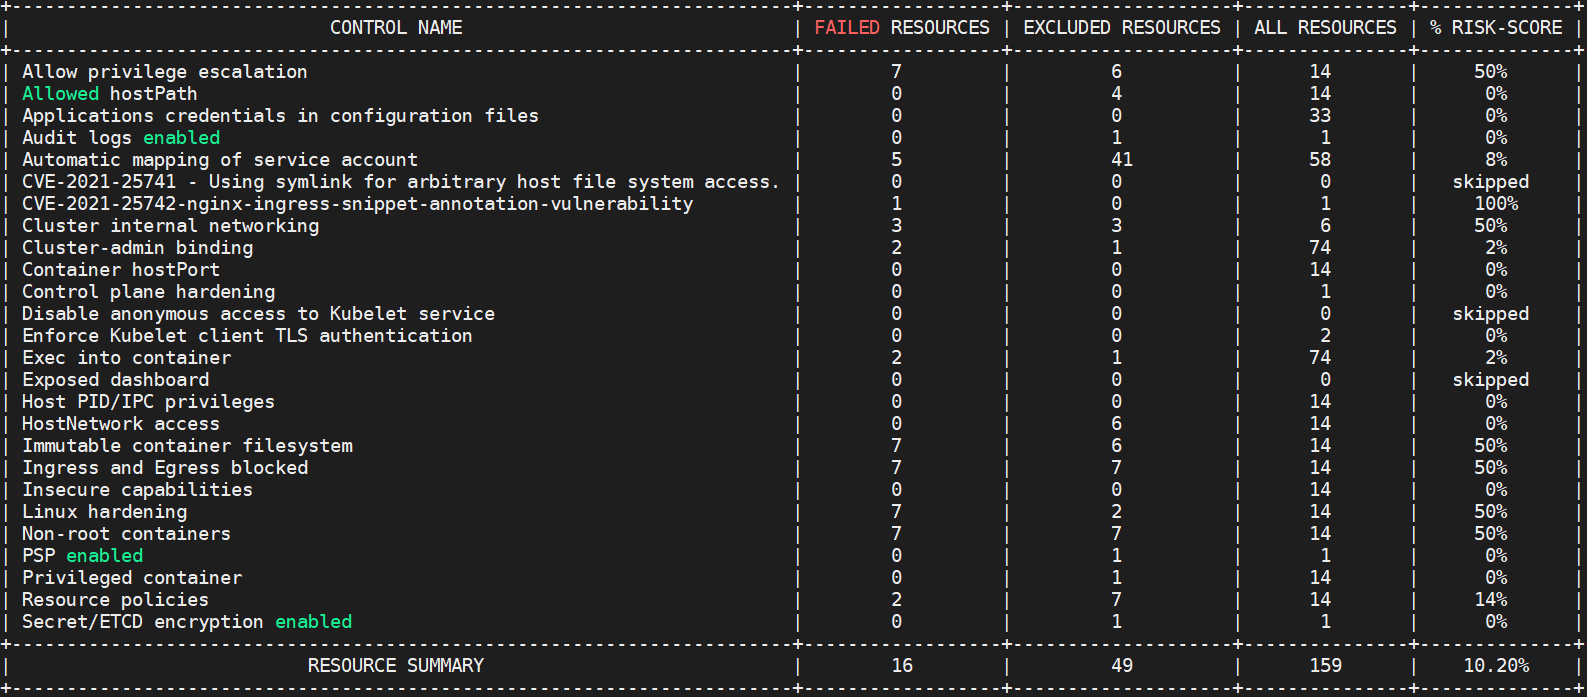 +-----------------------------------------------------------------------+------------------+--------------------+---------------+--------------+
| CONTROL NAME | FAILED RESOURCES | EXCLUDED RESOURCES | ALL RESOURCES | % RISK-SCORE |
+-----------------------------------------------------------------------+------------------+--------------------+---------------+--------------+
| Allow privilege escalation | 7 | 6 | 14 | 50% |
| Allowed hostPath | 0 | 4 | 14 | 0% |
| Applications credentials in configuration files | 0 | 0 | 33 | 0% |
| Audit logs enabled | 0 | 1 | 1 | 0% |
| Automatic mapping of service account | 5 | 41 | 58 | 8% |
| CVE-2021-25741 - Using symlink for arbitrary host file system access. | 0 | 0 | 0 | skipped |
| CVE-2021-25742-nginx-ingress-snippet-annotation-vulnerability | 1 | 0 | 1 | 100% |
| Cluster internal networking | 3 | 3 | 6 | 50% |
| Cluster-admin binding | 2 | 1 | 74 | 2% |
| Container hostPort | 0 | 0 | 14 | 0% |
| Control plane hardening | 0 | 0 | 1 | 0% |
| Disable anonymous access to Kubelet service | 0 | 0 | 0 | skipped |
| Enforce Kubelet client TLS authentication | 0 | 0 | 2 | 0% |
| Exec into container | 2 | 1 | 74 | 2% |
| Exposed dashboard | 0 | 0 | 0 | skipped |
| Host PID/IPC privileges | 0 | 0 | 14 | 0% |
| HostNetwork access | 0 | 6 | 14 | 0% |
| Immutable container filesystem | 7 | 6 | 14 | 50% |
| Ingress and Egress blocked | 7 | 7 | 14 | 50% |
| Insecure capabilities | 0 | 0 | 14 | 0% |
| Linux hardening | 7 | 2 | 14 | 50% |
| Non-root containers | 7 | 7 | 14 | 50% |
| PSP enabled | 0 | 1 | 1 | 0% |
| Privileged container | 0 | 1 | 14 | 0% |
| Resource policies | 2 | 7 | 14 | 14% |
| Secret/ETCD encryption enabled | 0 | 1 | 1 | 0% |
+-----------------------------------------------------------------------+------------------+--------------------+---------------+--------------+
| RESOURCE SUMMARY | 16 | 49 | 159 | 10.20% |
+-----------------------------------------------------------------------+------------------+--------------------+---------------+--------------+